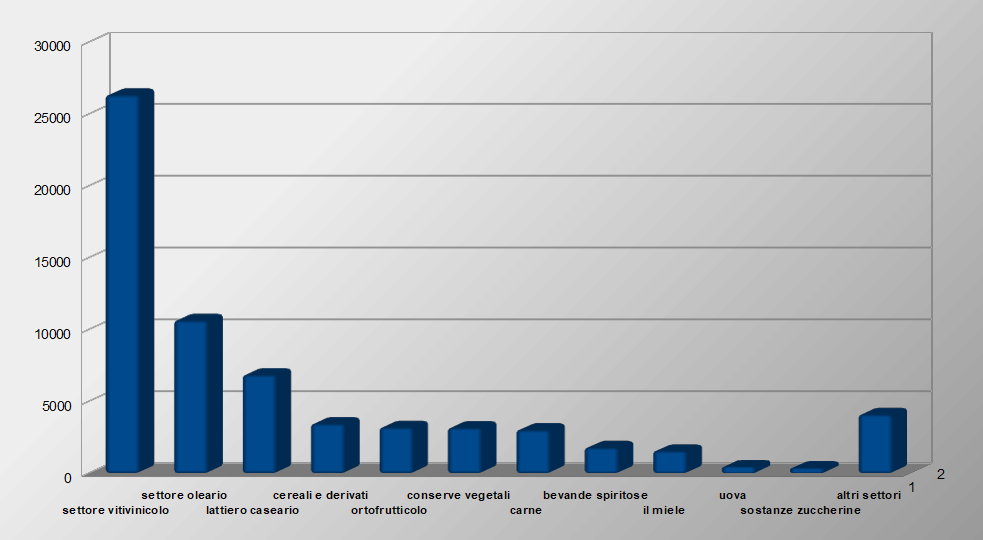 30000
25000
20000
15000
10000
5000
0
settore vitivinicolo
settore oleario
lattiero caseario
cereali e derivati
ortofrutticolo
conserve vegetali
carne
bevande spiritose
il miele
uova
sostanze zuccherine
altri settori
1
2